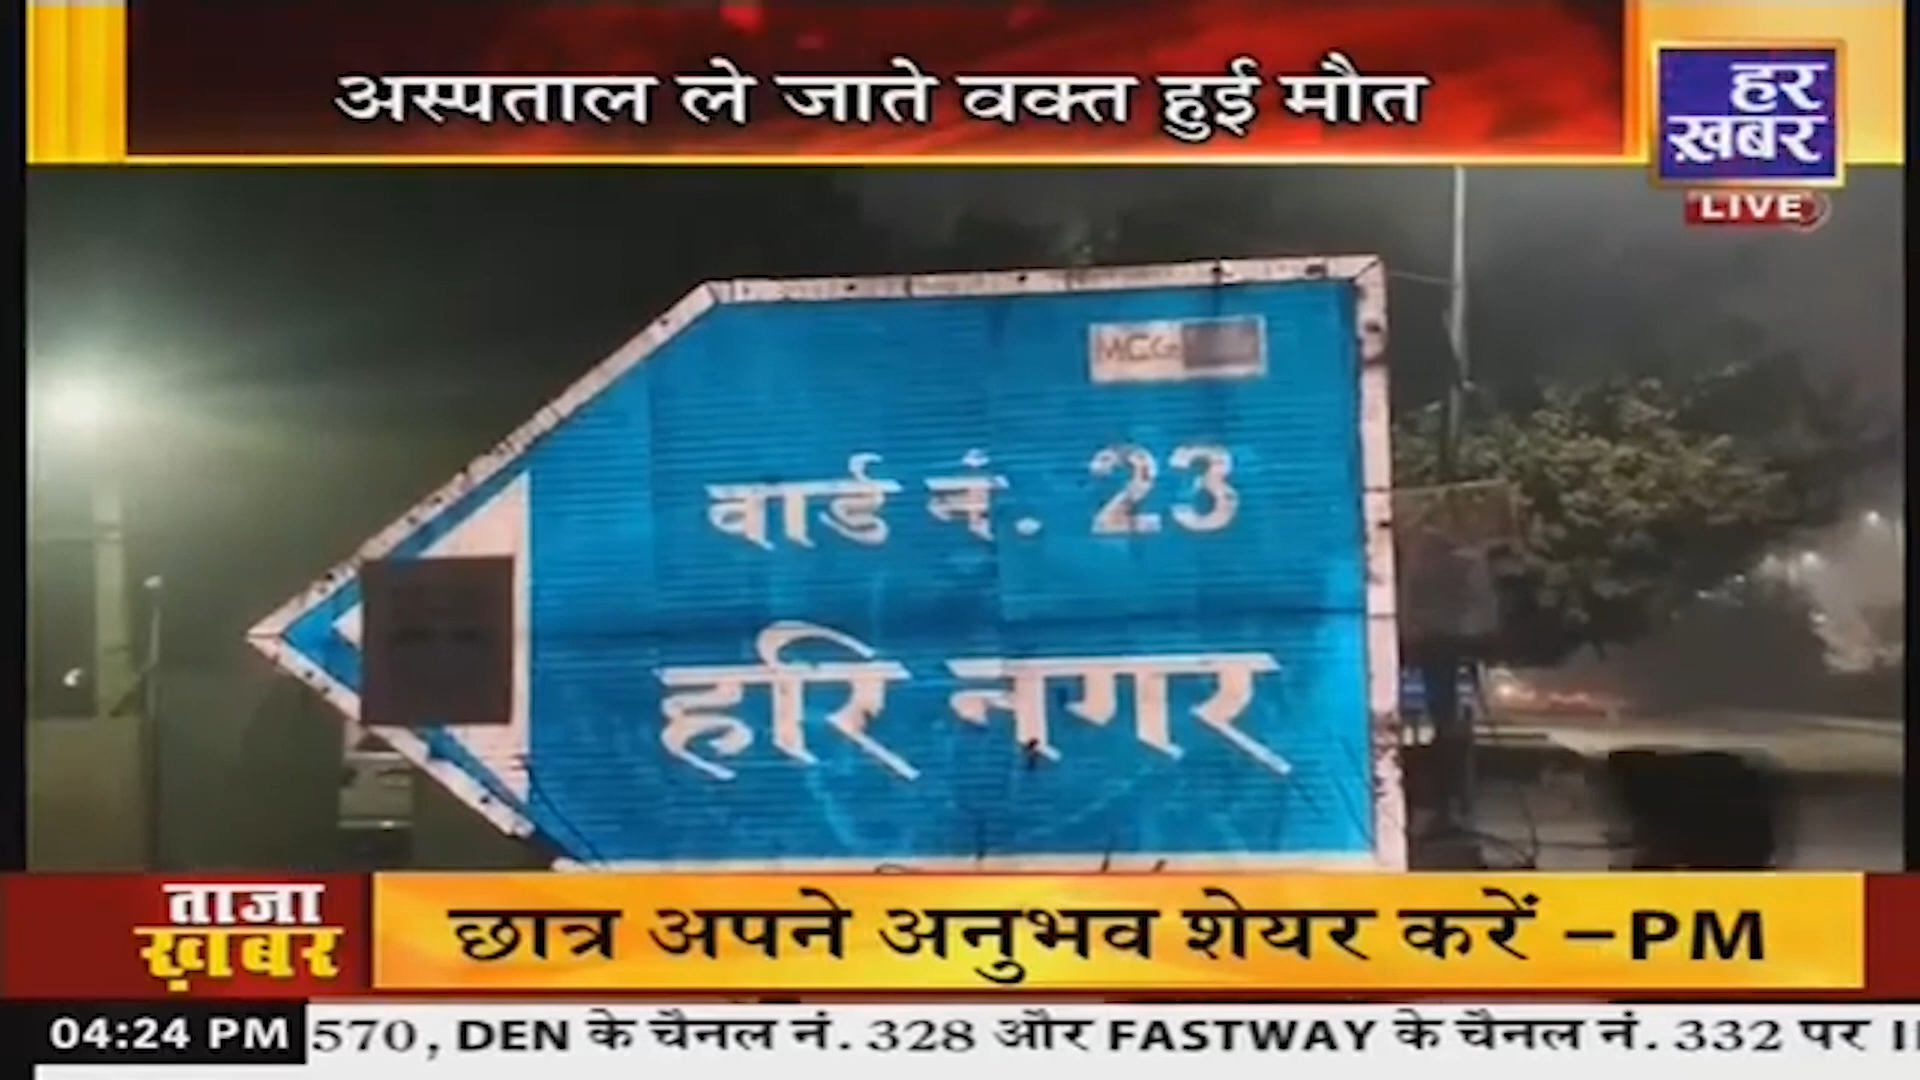 अस्पताल ले जाते वक्त हुई मौत
हर
ख़बर
LIVE
MCG
वार्ड नं. 23
हरि नगर
ताजा
ख़बर
छात्र अपने अनुभव शेयर करें –PM
04:24 PM
570, DEN के चैनल नं. 328 और FASTWAY के चैनल नं. 332 पर